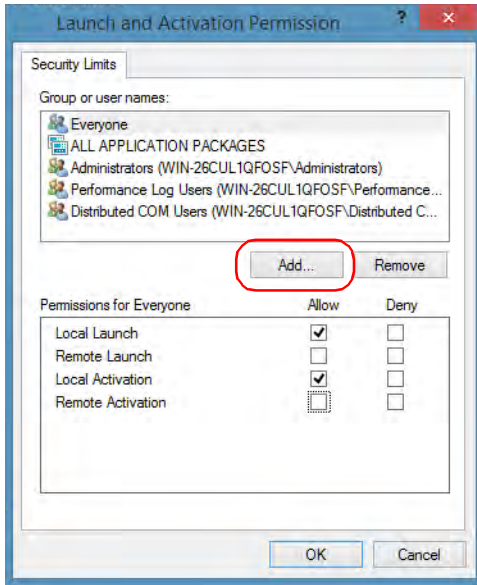 Launch and Activation Permission ?
Security Limits
Group or user names:
Everyone
ALL APPLICATION PACKAGES
Administrators (WIN-26CUL1QFOSF\Administrators)
Performance Log Users (WIN-26CUL1QFOSF\Performance...
Distributed COM Users (WIN-26CUL1QFOSF\Distributed C...
Add... Remove
Permissions for Everyone Allow Deny
Local Launch
Remote Launch
Local Activation
Remote Activation
OK Cancel